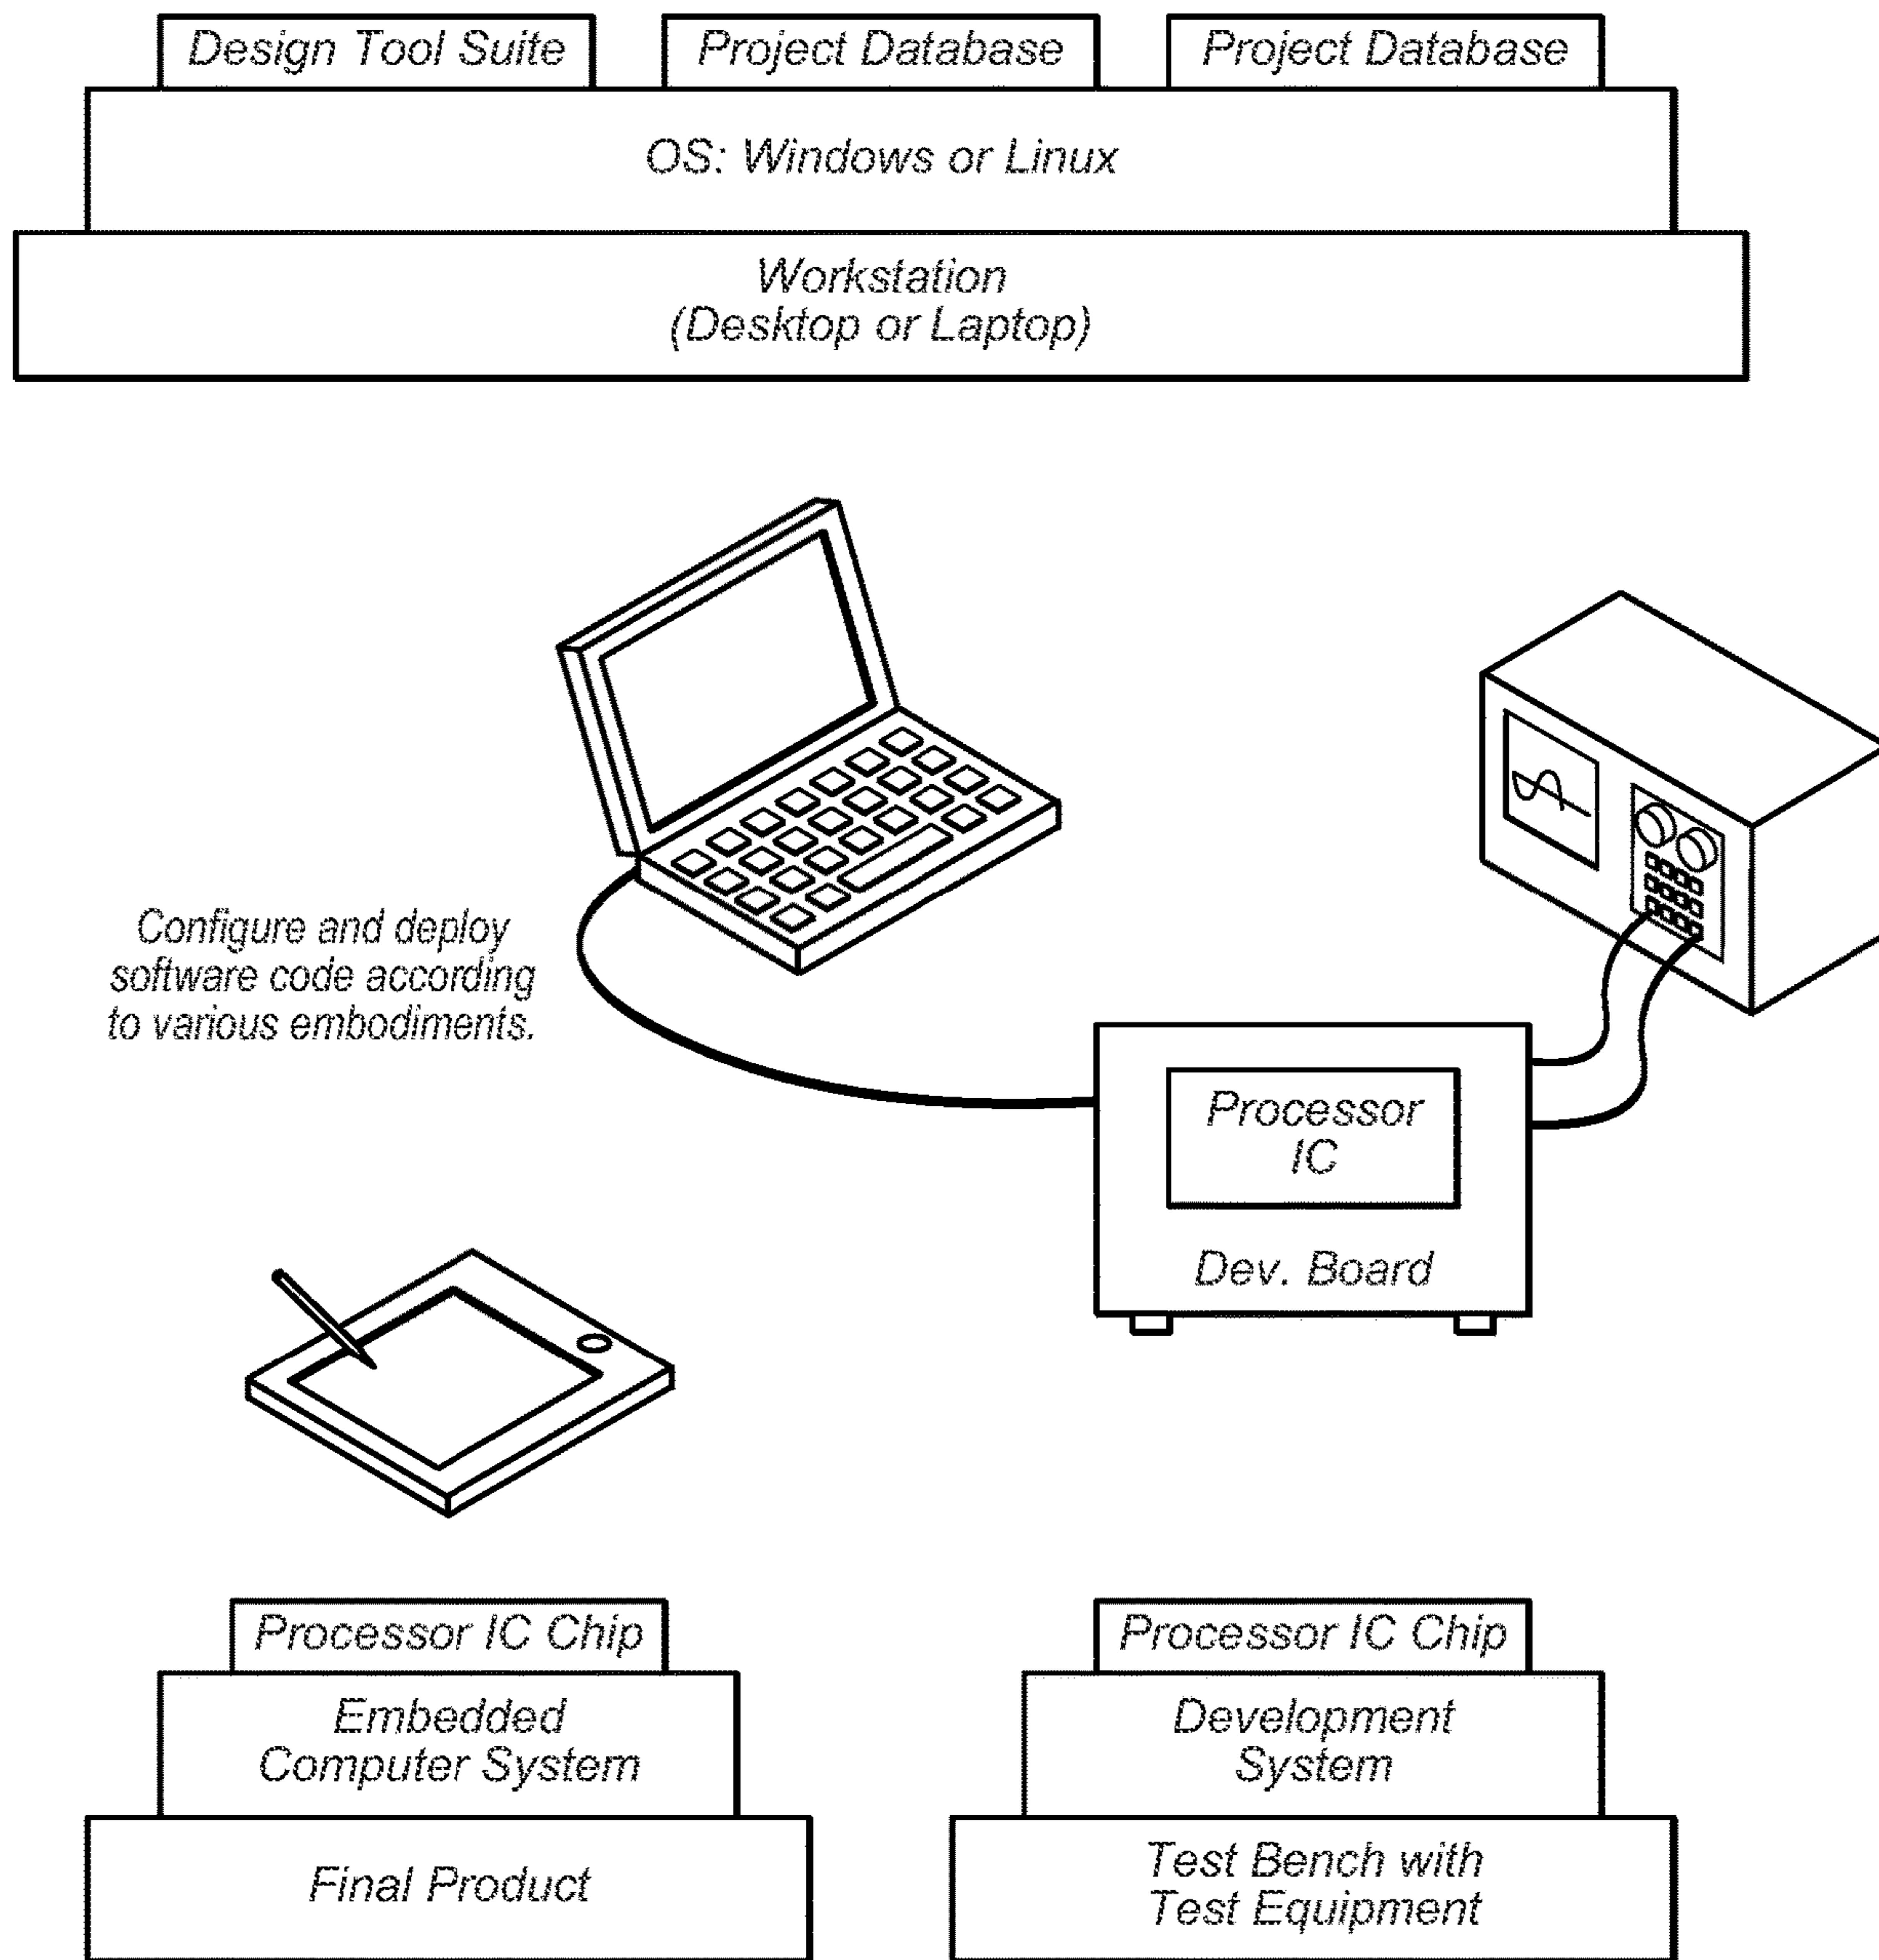 Design Tool Suite
Project Database
Project Database
OS: Windows or Linux
Workstation
(Desktop or Laptop)
Configure and deploy
software code according
to various embodiments.
Processor
IC
Dev. Board
Processor IC Chip
Embedded
Computer System
Final Product
Processor IC Chip
Development
System
Test Bench with
Test Equipment